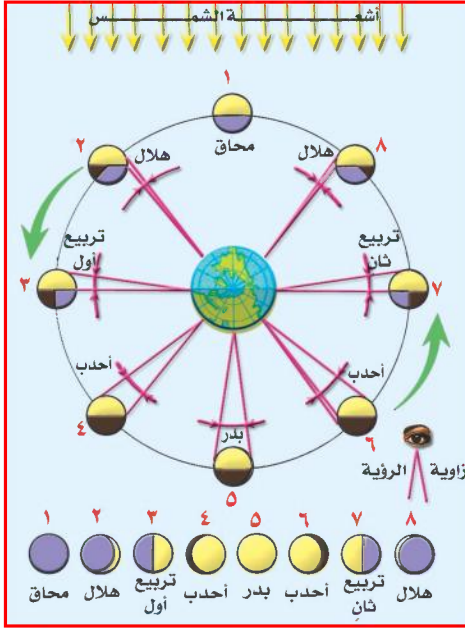 أشعـــة الشمـــس
١
محاق
٢
هلال
٨
هلال
٣
تربيع
أول
٧
تربيع
ثان
٤
أحدب
٦
أحدب
٥
بدر
زاوية الرؤية
١ ٢ ٣ ٤ ٥ ٦ ٧ ٨
محاق هلال تربيع أول أحدب بدر أحدب تربيع ثانٍ هلال